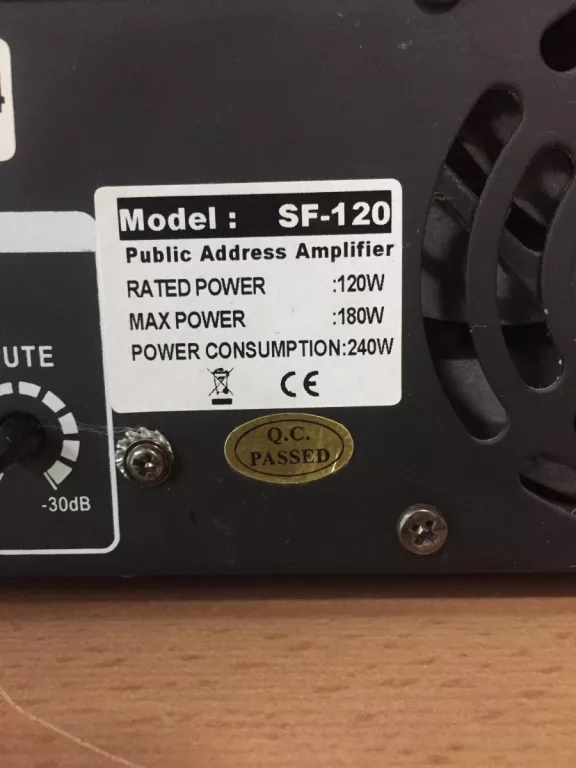 4
Model : SF-120
Public Address Amplifier
RATED POWER :120W
MAX POWER :180W
POWER CONSUMPTION:240W
CE
UTE
-30dB
Q.C.
PASSED